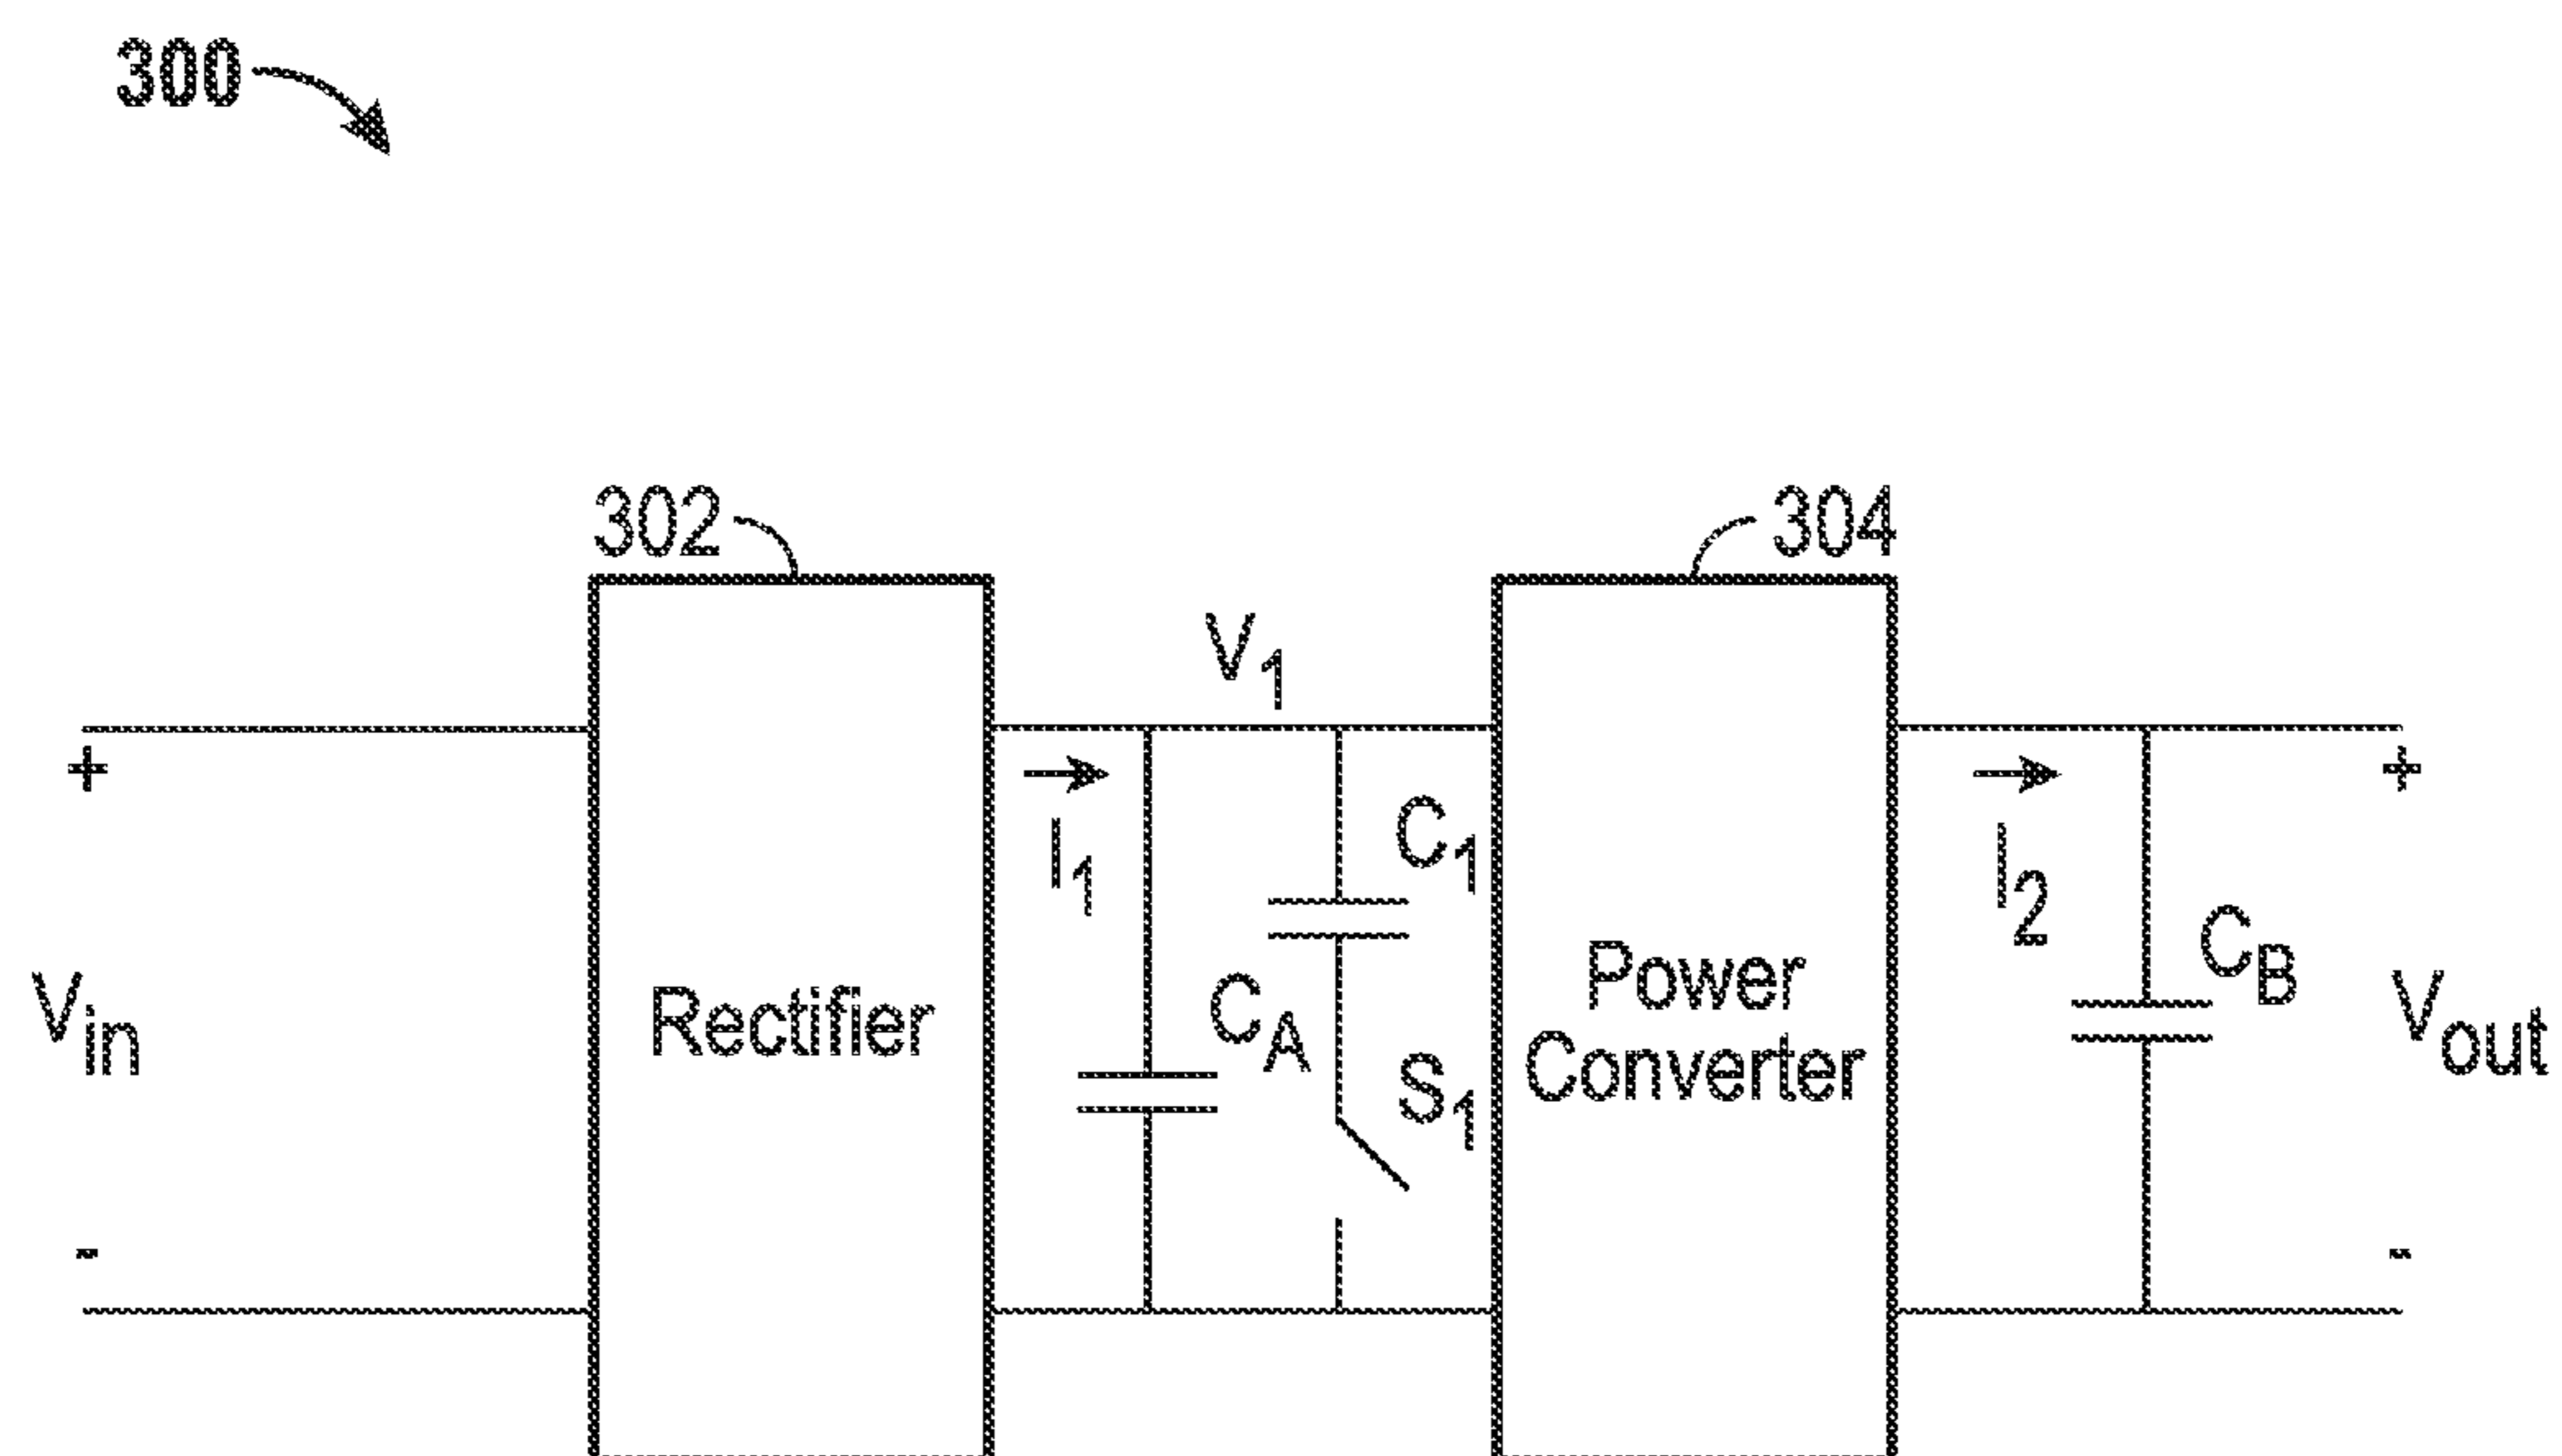 300
302
304
V1
+
+
I1
C1
I2
CA
CB
Vin
Rectifier
S1
Power
Converter
Vout
-
-